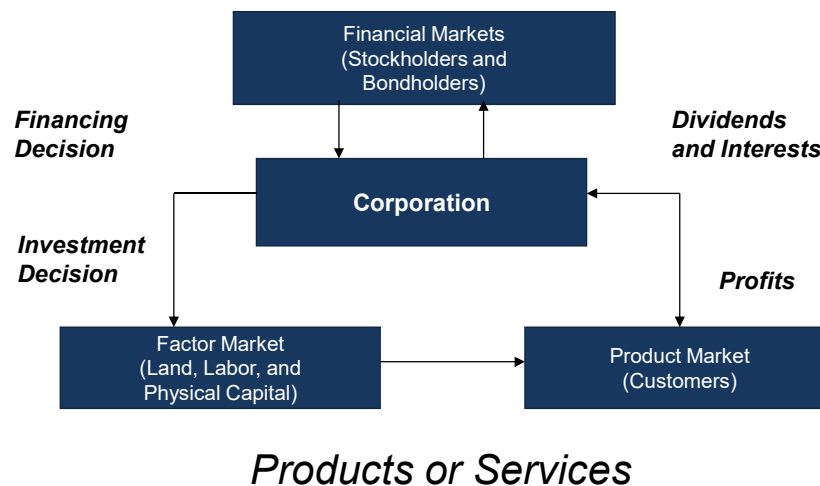 Financial Markets
(Stockholders and
Bondholders)
Financing
Decision
Dividends
and Interests
Corporation
Investment
Decision
Profits
Factor Market
(Land, Labor, and
Physical Capital)
Product Market
(Customers)
Products or Services